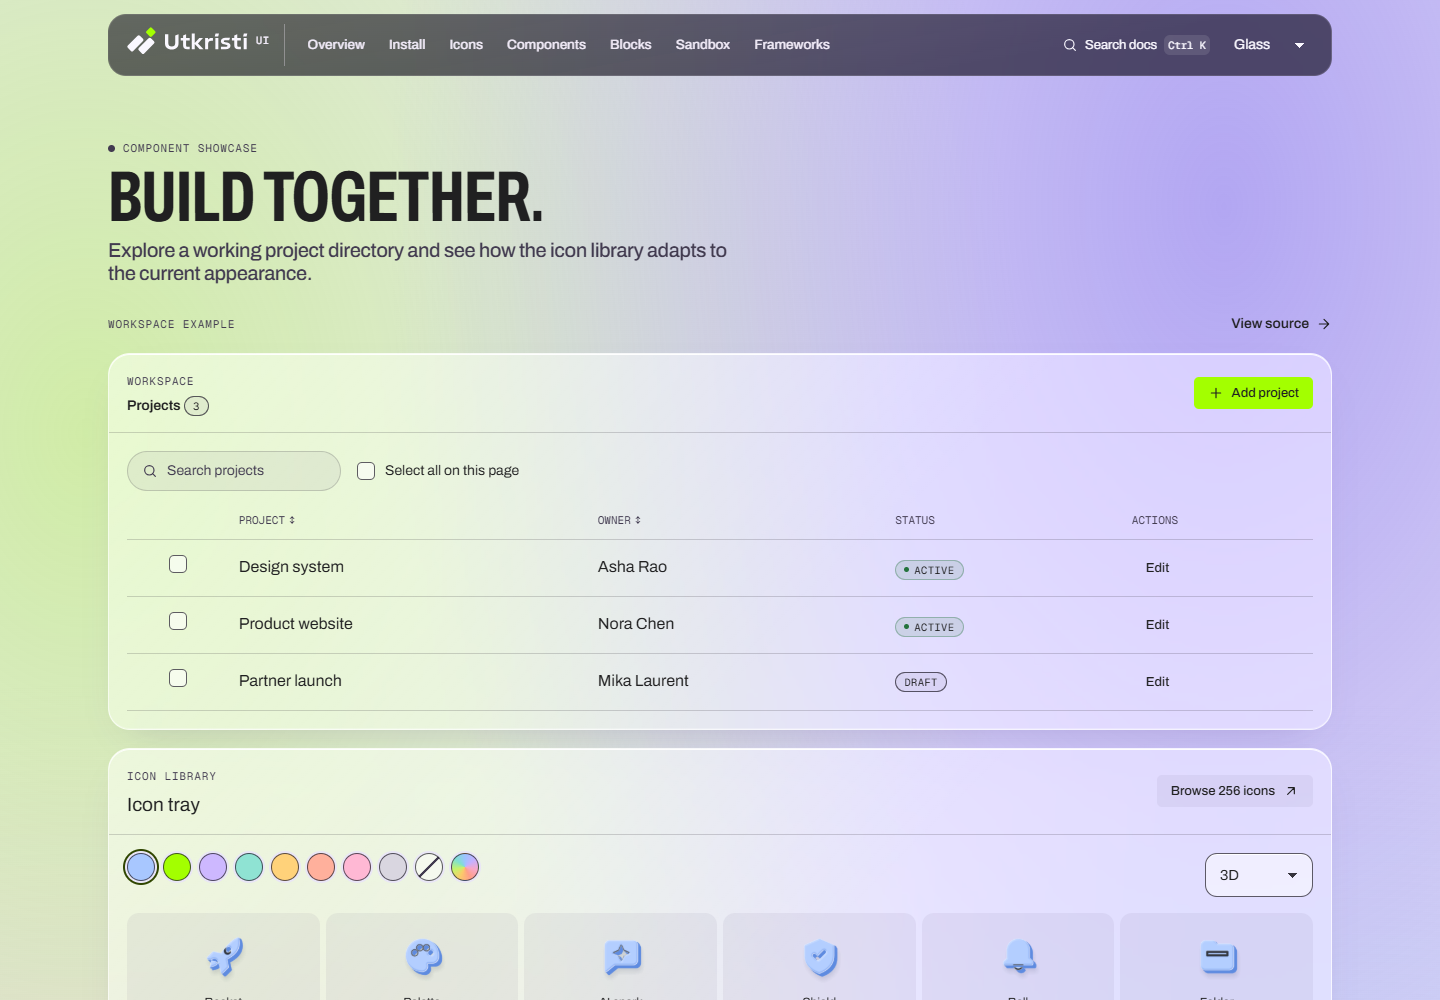 Utkristi UI
Overview Install Icons Components Blocks Sandbox Frameworks Search docs Ctrl K Glass
COMPONENT SHOWCASE
BUILD TOGETHER.
Explore a working project directory and see how the icon library adapts to
the current appearance.
WORKSPACE EXAMPLE View source
WORKSPACE
Projects 3
Add project
Search projects Select all on this page
PROJECT OWNER STATUS ACTIONS
Design system Asha Rao ACTIVE Edit
Product website Nora Chen ACTIVE Edit
Partner launch Mika Laurent DRAFT Edit
ICON LIBRARY
Icon tray
Browse 256 icons
3D